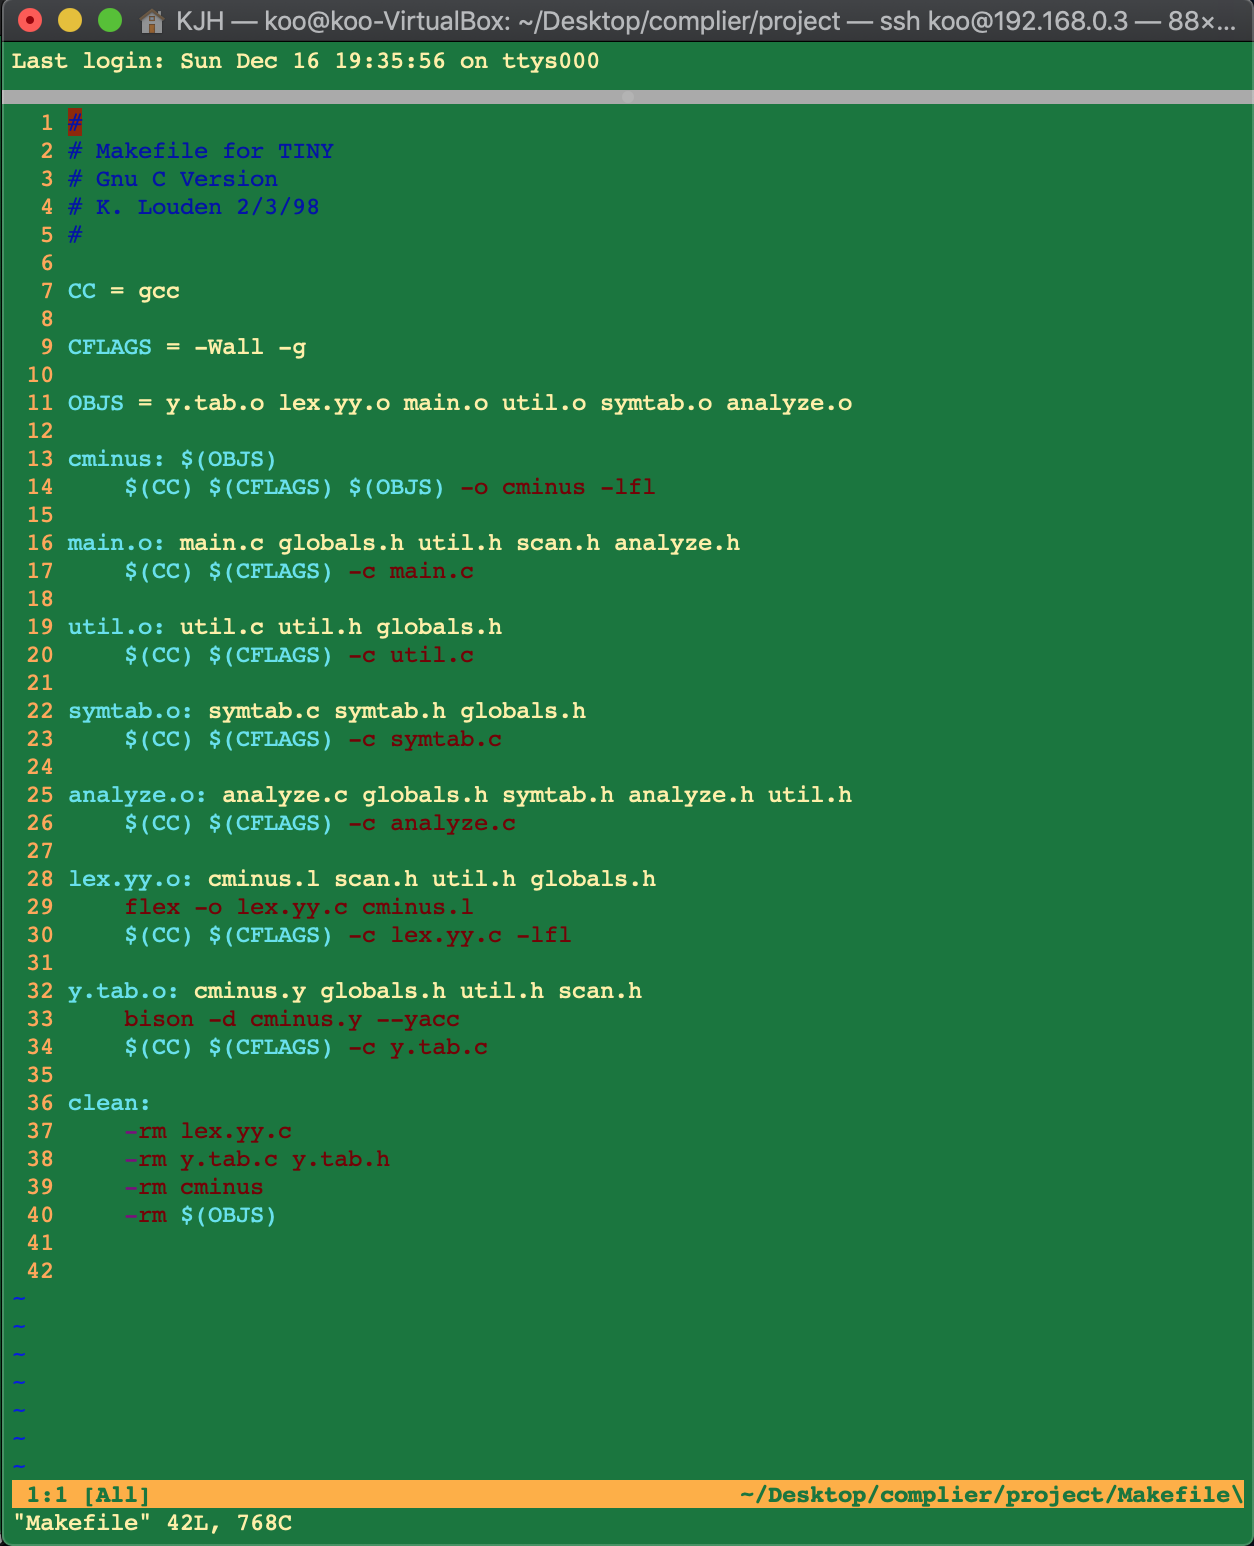 KJH — koo@koo-VirtualBox: ~/Desktop/complier/project — ssh koo@192.168.0.3 — 88×...
Last login: Sun Dec 16 19:35:56 on ttys000
1 #
2 # Makefile for TINY
3 # Gnu C Version
4 # K. Louden 2/3/98
5 #
6
7 CC = gcc
8
9 CFLAGS = -Wall -g
10
11 OBJS = y.tab.o lex.yy.o main.o util.o symtab.o analyze.o
12
13 cminus: $(OBJS)
14     $(CC) $(CFLAGS) $(OBJS) -o cminus -lfl
15
16 main.o: main.c globals.h util.h scan.h analyze.h
17     $(CC) $(CFLAGS) -c main.c
18
19 util.o: util.c util.h globals.h
20     $(CC) $(CFLAGS) -c util.c
21
22 symtab.o: symtab.c symtab.h globals.h
23     $(CC) $(CFLAGS) -c symtab.c
24
25 analyze.o: analyze.c globals.h symtab.h analyze.h util.h
26     $(CC) $(CFLAGS) -c analyze.c
27
28 lex.yy.o: cminus.l scan.h util.h globals.h
29     flex -o lex.yy.c cminus.l
30     $(CC) $(CFLAGS) -c lex.yy.c -lfl
31
32 y.tab.o: cminus.y globals.h util.h scan.h
33     bison -d cminus.y --yacc
34     $(CC) $(CFLAGS) -c y.tab.c
35
36 clean:
37     -rm lex.yy.c
38     -rm y.tab.c y.tab.h
39     -rm cminus
40     -rm $(OBJS)
41
42
~
~
~
~
~
~
~
1:1 [All] ~/Desktop/complier/project/Makefile\
"Makefile" 42L, 768C